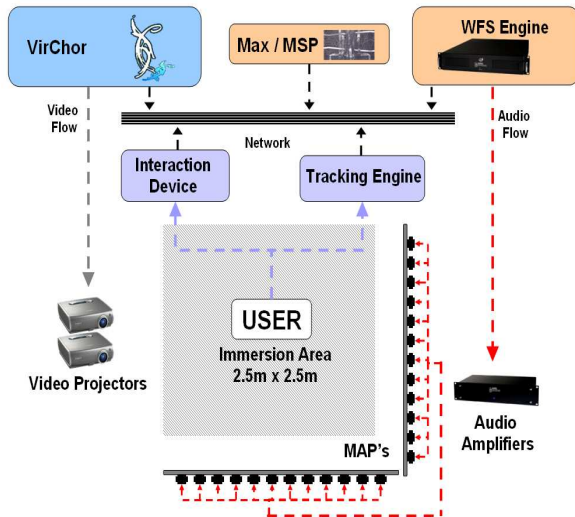 VirChor
Max / MSP
WFS Engine
Video
Flow
Audio
Flow
Network
Interaction
Device
Tracking Engine
USER
Immersion Area
2.5m x 2.5m
Video Projectors
MAP's
Audio
Amplifiers